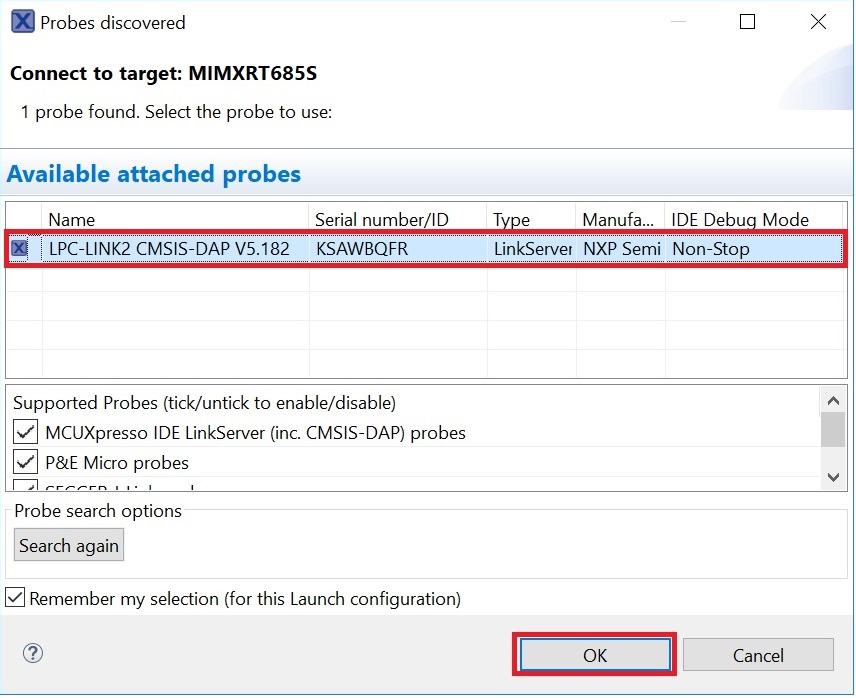 Probes discovered
Connect to target: MIMXRT685S
1 probe found. Select the probe to use:
Available attached probes
Name Serial number/ID Type Manufa... IDE Debug Mode
LPC-LINK2 CMSIS-DAP V5.182 KSAWBQFR LinkServer NXP Semi Non-Stop
Supported Probes (tick/untick to enable/disable)
MCUXpresso IDE LinkServer (inc. CMSIS-DAP) probes
P&E Micro probes
Probe search options
Search again
Remember my selection (for this Launch configuration)
OK Cancel